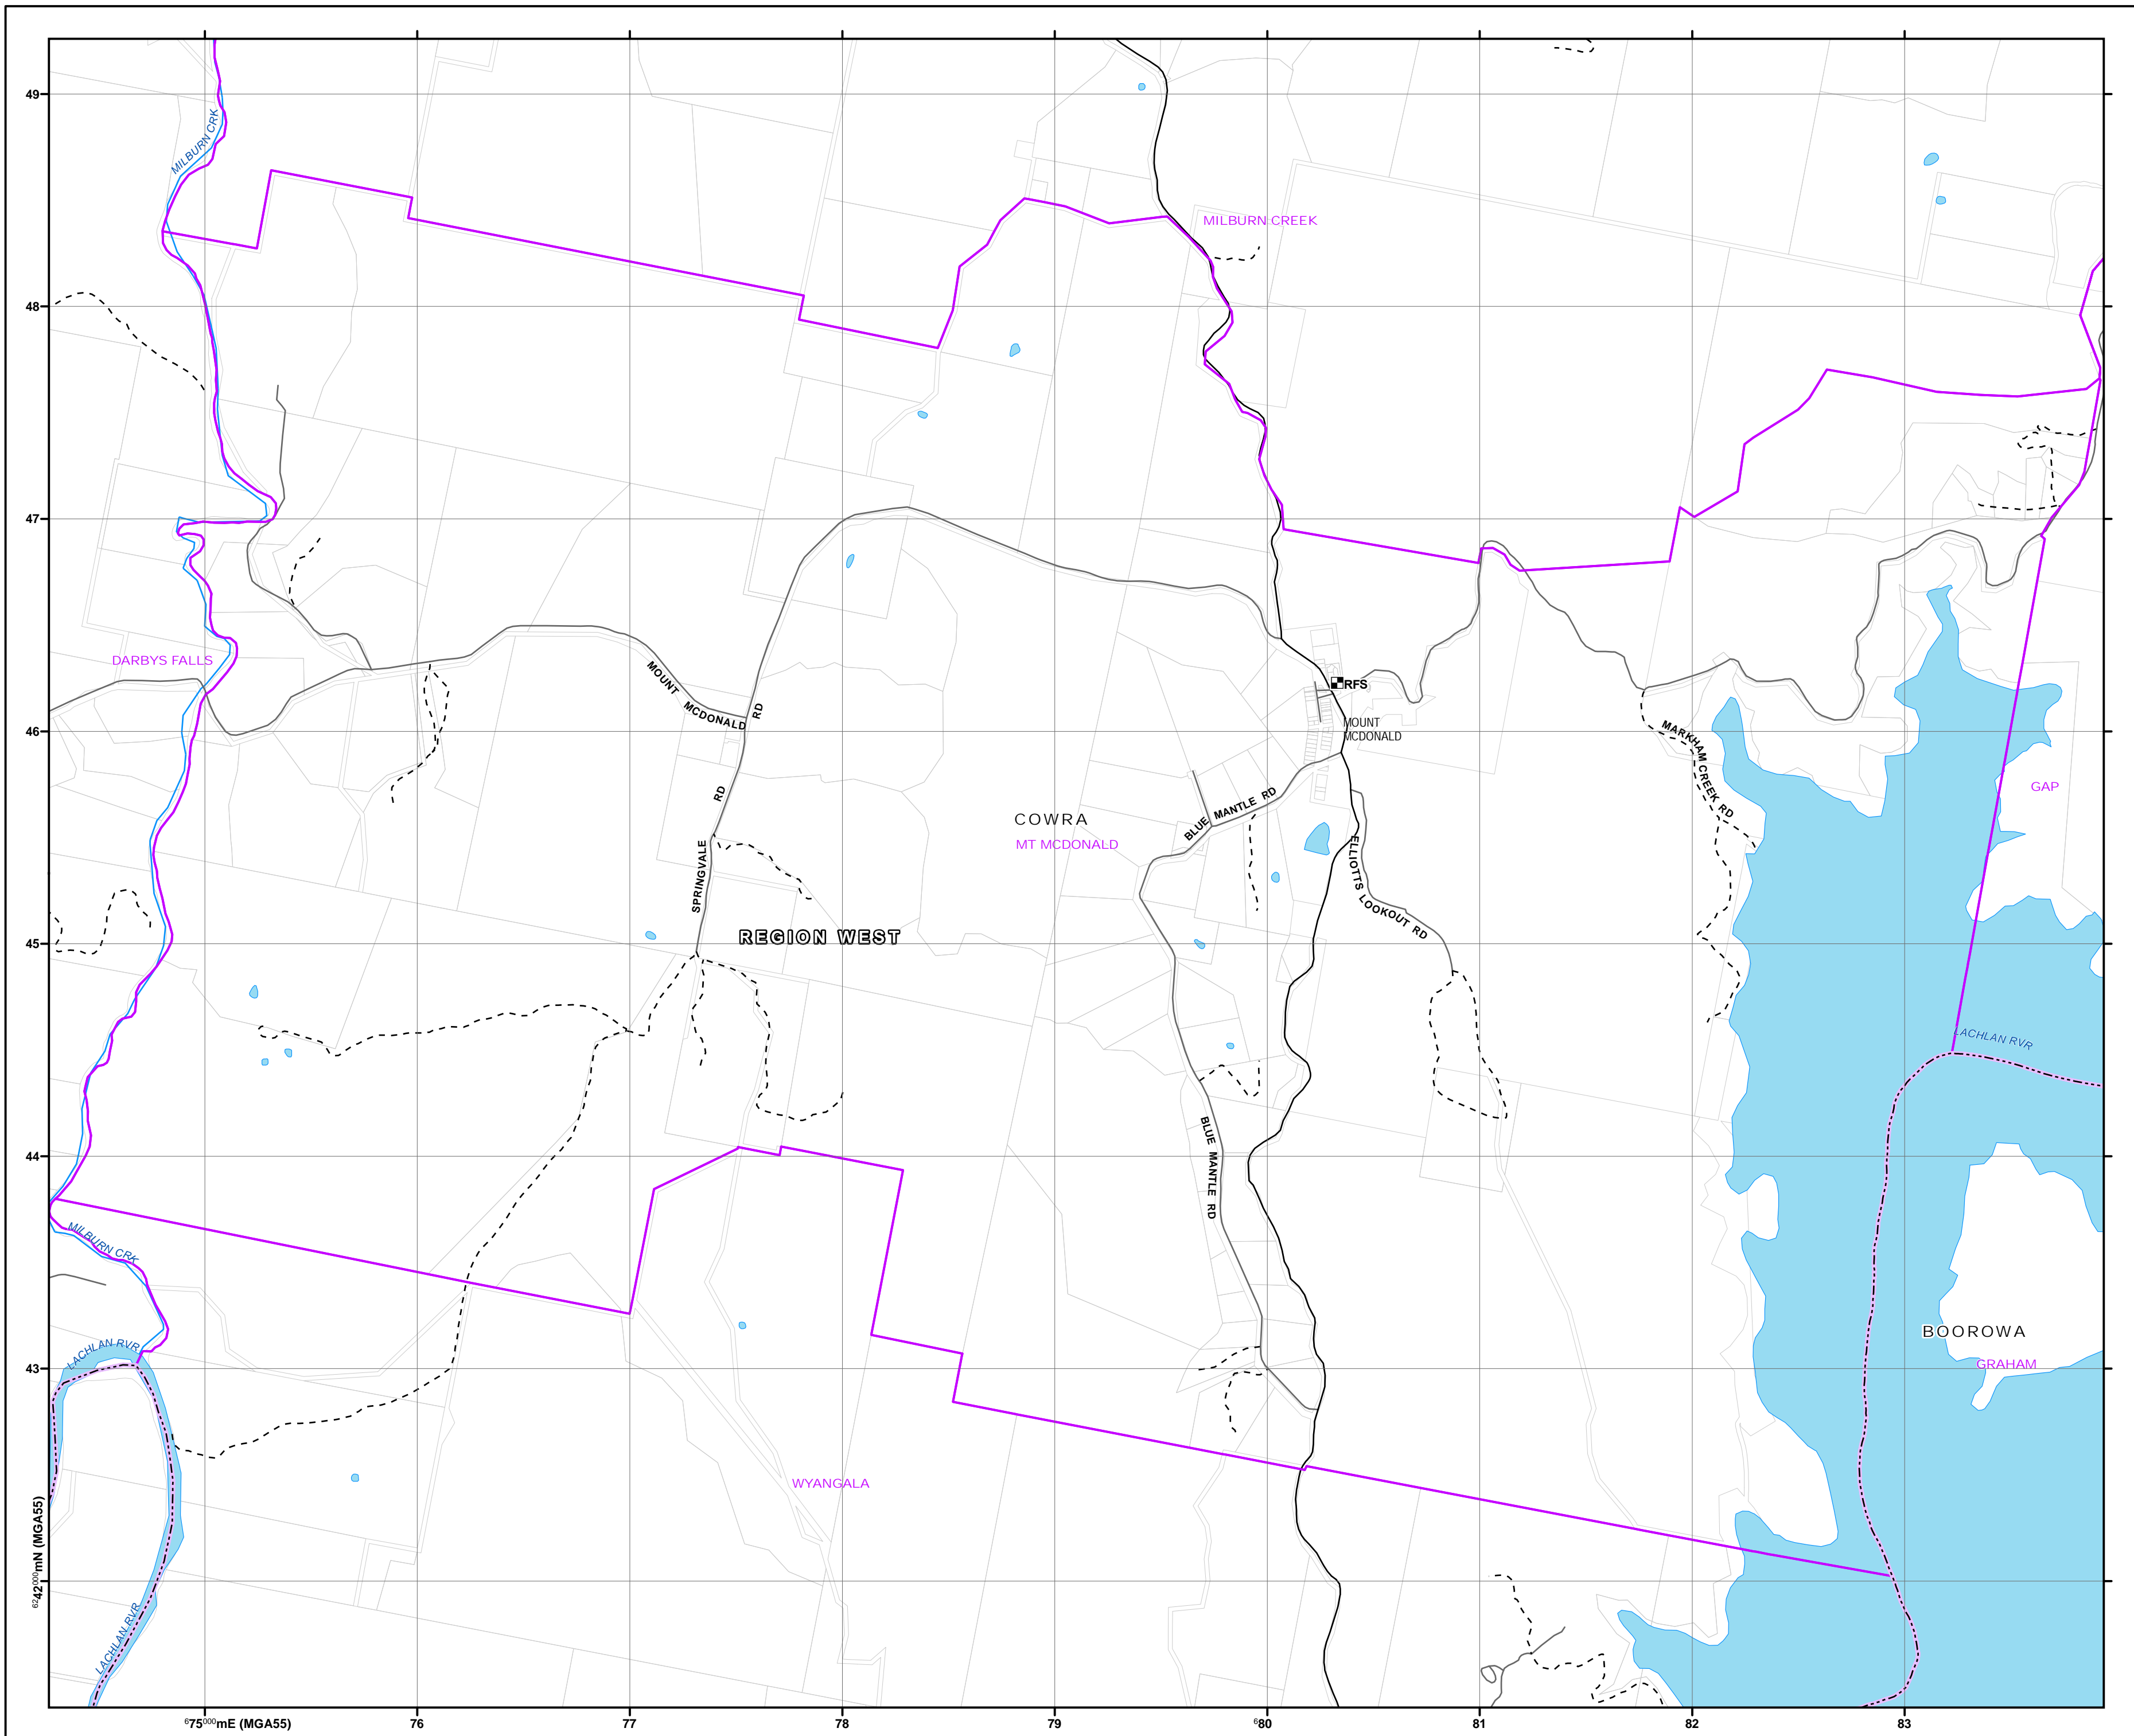 49
MILBURN CRK
MILBURN CREEK
48
47
DARBYS FALLS
MOUNT MCDONALD RD
RD
RFS
46
MOUNT
MCDONALD
MARKHAM CREEK RD
GAP
BLUE MANTLE RD
COWRA
MT MCDONALD
SPRINGVALE RD
ELLIOTTS LOOKOUT RD
REGION WEST
45
LACHLAN RVR
44
BLUE MANTLE RD
MILBURN CRK
BOOROWA
LACHLAN RVR
GRAHAM
43
WYANGALA
6242000mN (MGA55)
LACHLAN RVR
675000mE (MGA55)
76
77
78
79
680
81
82
83